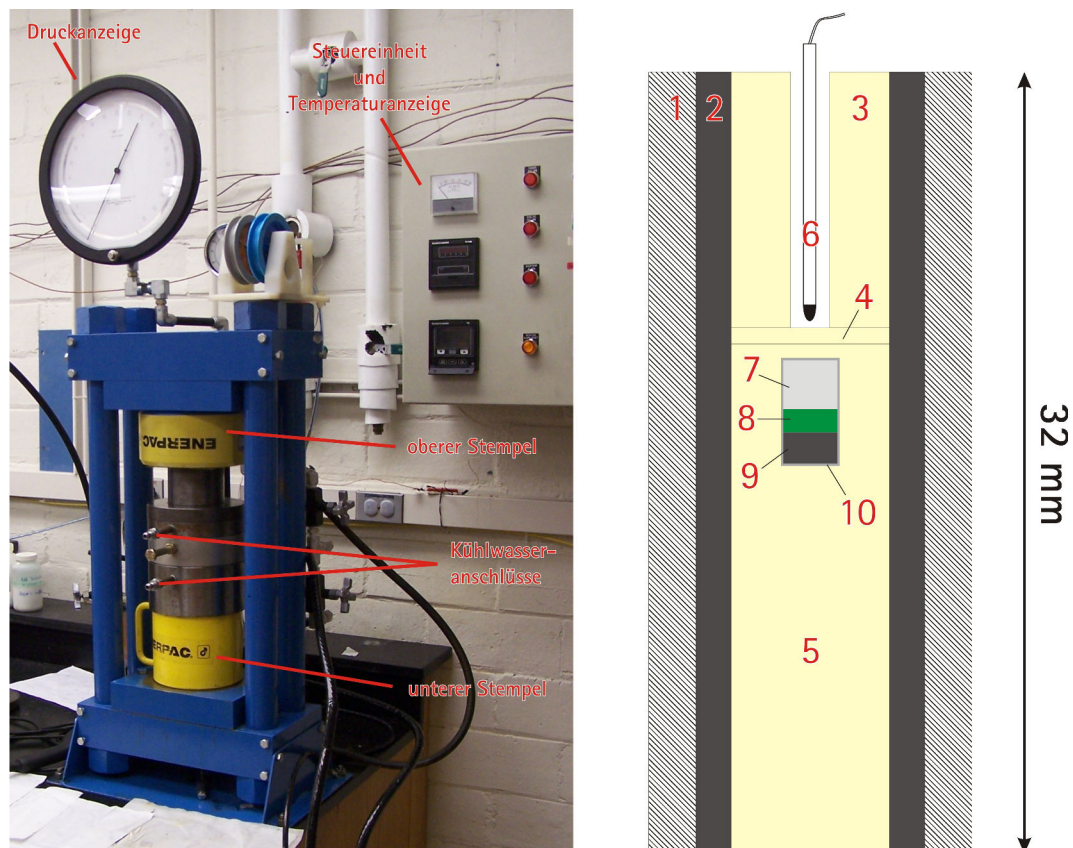 Druckanzeige
Steuereinheit
und
Temperaturanzeige
ENERPAC
oberer Stempel
Kühlwasser-
anschlüsse
ERPAC.
unterer Stempel
1
2
3
6
4
7
8
9
10
5
32 mm